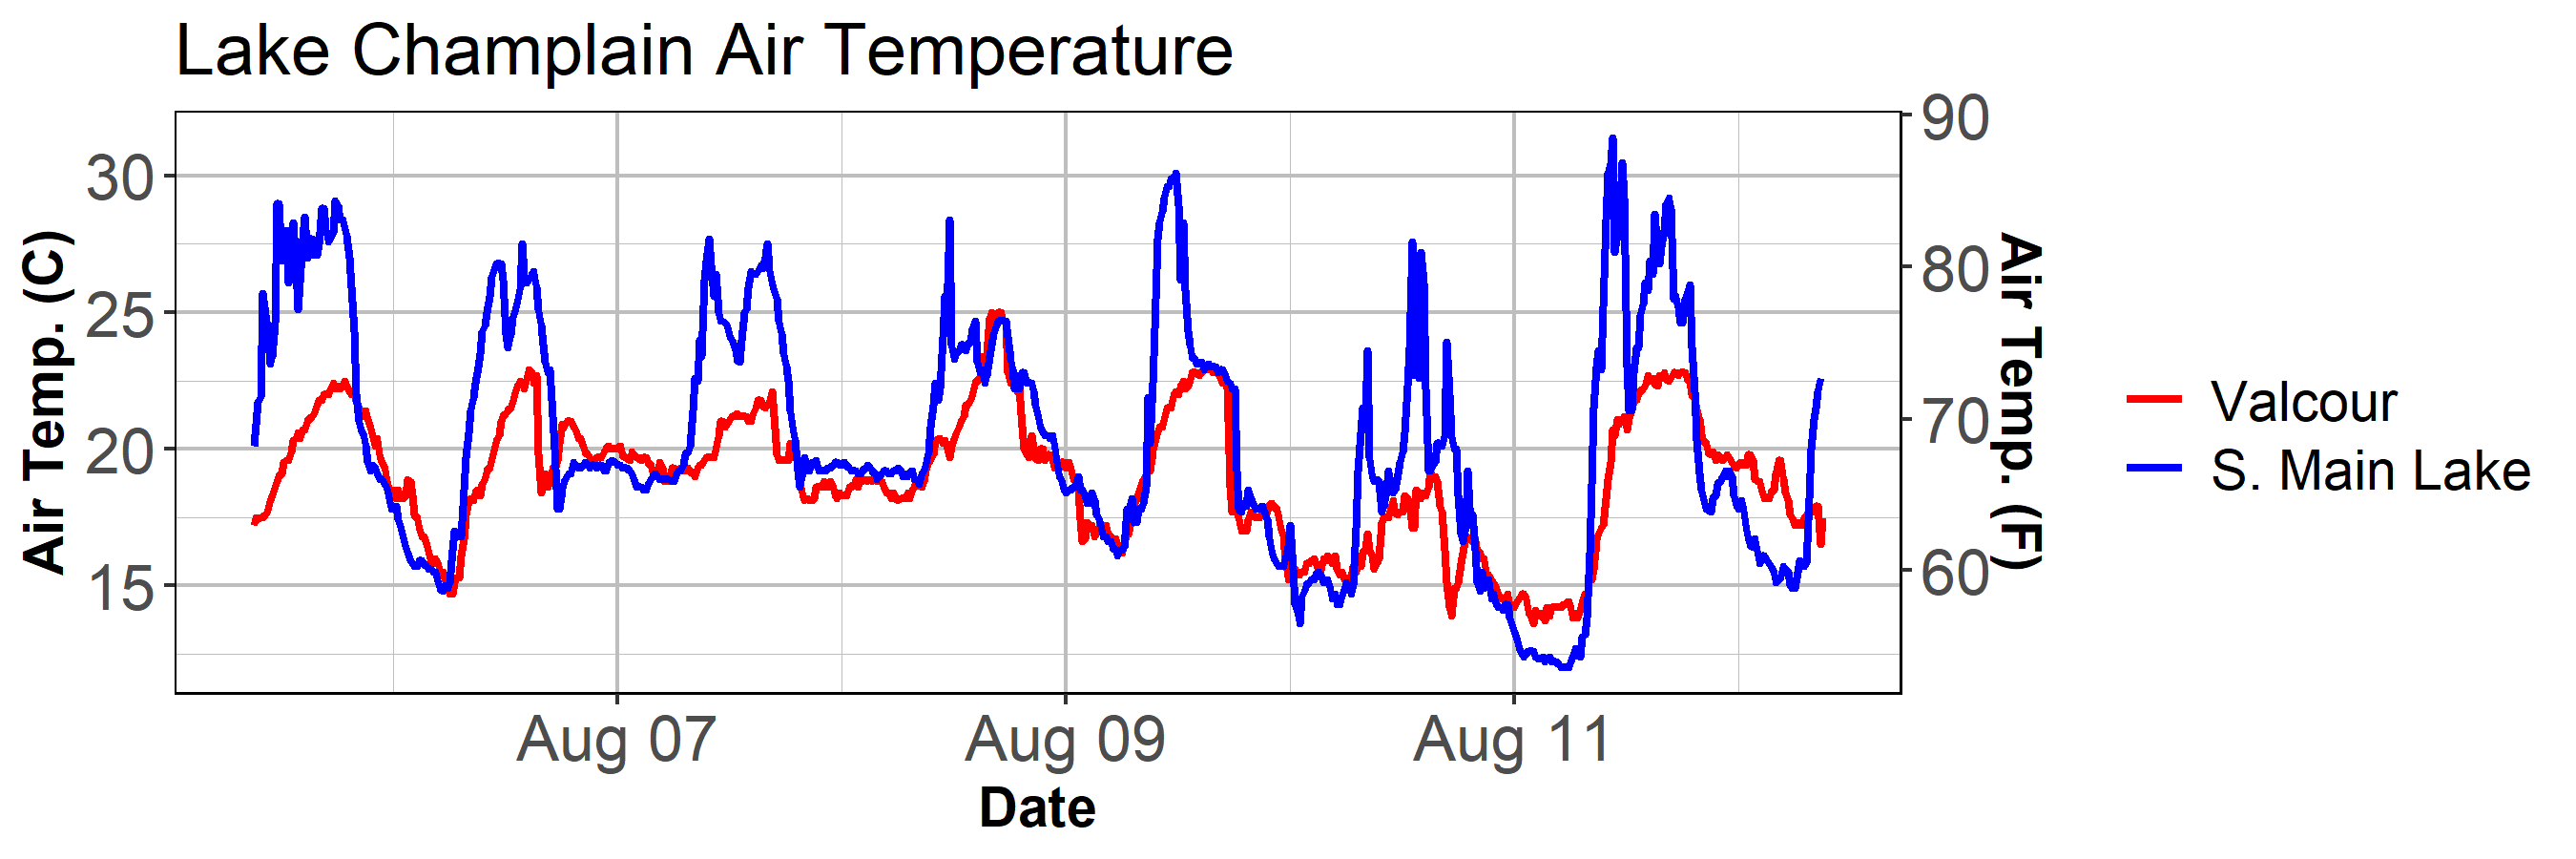 Lake Champlain Air Temperature
Air Temp. (C)
30
25
20
15
90
80
70
60
Air Temp. (F)
Aug 07 Aug 09 Aug 11
Date
Valcour
S. Main Lake